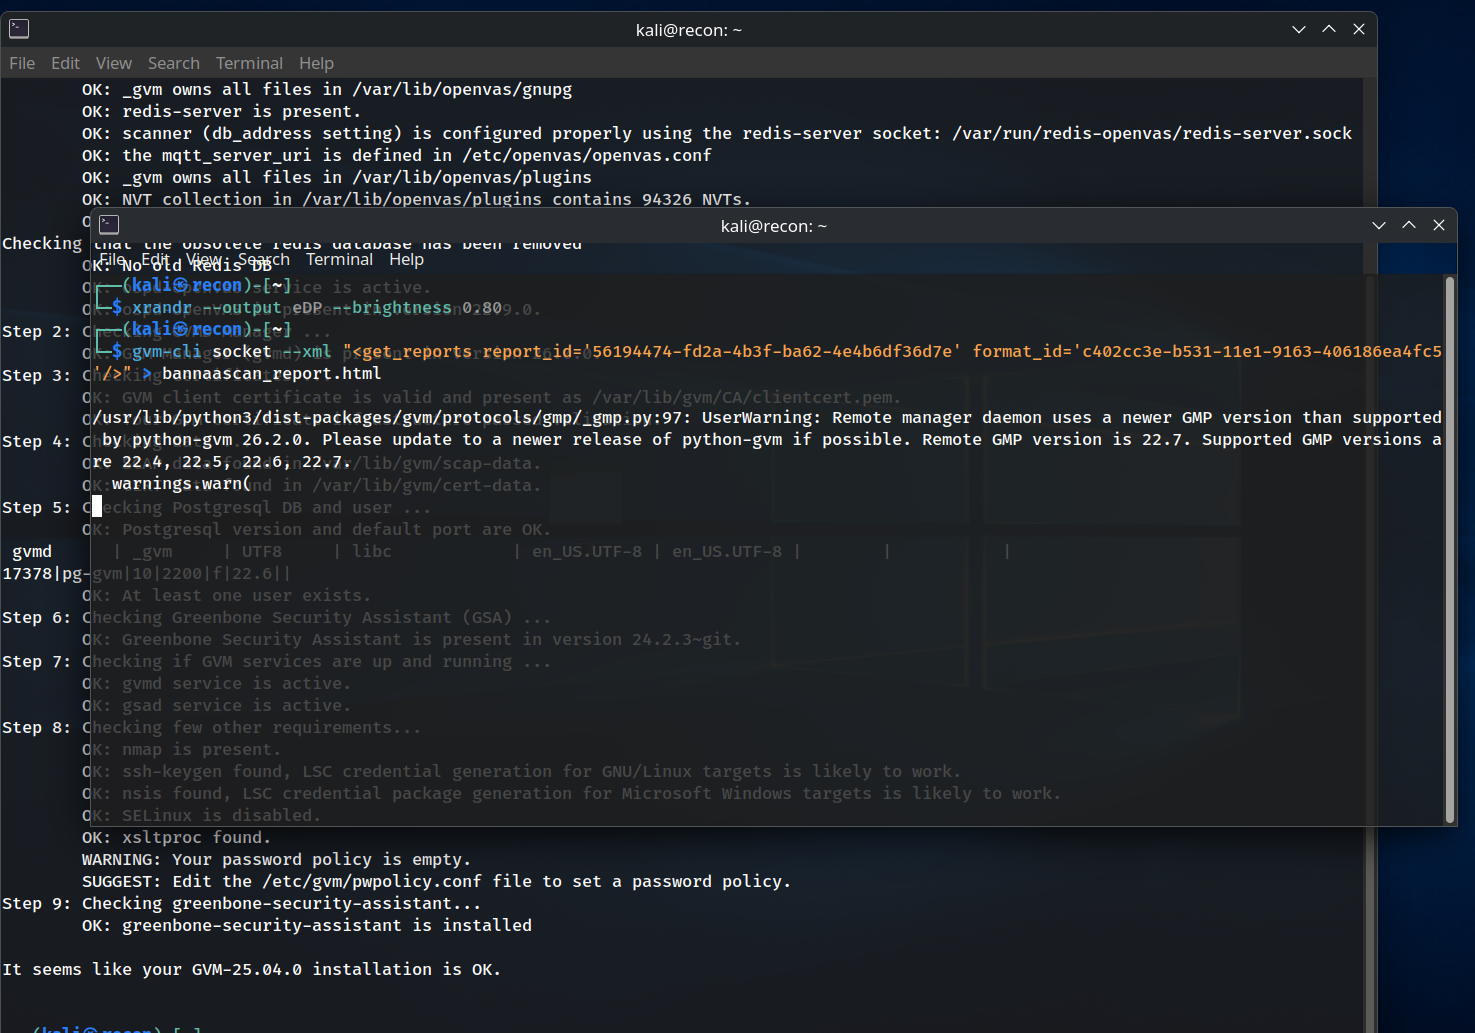 kali@recon: ~
File Edit View Search Terminal Help
OK: _gvm owns all files in /var/lib/openvas/gnupg
OK: redis-server is present.
OK: scanner (db_address setting) is configured properly using the redis-server socket: /var/run/redis-openvas/redis-server.sock
OK: the mqtt_server_uri is defined in /etc/openvas/openvas.conf
OK: _gvm owns all files in /var/lib/openvas/plugins
OK: NVT collection in /var/lib/openvas/plugins contains 94326 NVTs.
Checking that the obsolete redis database has been removed
OK: No old Redis DB
service is active.
Step 2:
Step 3:
OK: GVM client certificate is valid and present as /var/lib/gvm/CA/clientcert.pem.
Step 4:
/var/lib/gvm/scap-data.
found in /var/lib/gvm/cert-data.
Step 5: Checking Postgresql DB and user ...
OK: Postgresql version and default port are OK.
gvmd | _gvm | UTF8 | libc | en_US.UTF-8 | en_US.UTF-8 | | |
17378|pg-gvm|10|2200|f|22.6||
OK: At least one user exists.
Step 6: Checking Greenbone Security Assistant (GSA) ...
OK: Greenbone Security Assistant is present in version 24.2.3~git.
Step 7: Checking if GVM services are up and running ...
OK: gvmd service is active.
OK: gsad service is active.
Step 8: Checking few other requirements...
OK: nmap is present.
OK: ssh-keygen found, LSC credential generation for GNU/Linux targets is likely to work.
OK: nsis found, LSC credential package generation for Microsoft Windows targets is likely to work.
OK: SELinux is disabled.
OK: xsltproc found.
WARNING: Your password policy is empty.
SUGGEST: Edit the /etc/gvm/pwpolicy.conf file to set a password policy.
Step 9: Checking greenbone-security-assistant...
OK: greenbone-security-assistant is installed
It seems like your GVM-25.04.0 installation is OK.
(kali㉿recon)-[~]
kali@recon: ~
File Edit View Search Terminal Help
┌──(kali㉿recon)-[~]
└─$ xrandr --output eDP --brightness 0.80
┌──(kali㉿recon)-[~]
└─$ gvm-cli socket --xml "<get_reports report_id='56194474-fd2a-4b3f-ba62-4e4b6df36d7e' format_id='c402cc3e-b531-11e1-9163-406186ea4fc5
'/>" > bannaascan_report.html
/usr/lib/python3/dist-packages/gvm/protocols/gmp/_gmp.py:97: UserWarning: Remote manager daemon uses a newer GMP version than supported
by python-gvm 26.2.0. Please update to a newer release of python-gvm if possible. Remote GMP version is 22.7. Supported GMP versions a
re 22.4, 22.5, 22.6, 22.7.
warnings.warn(